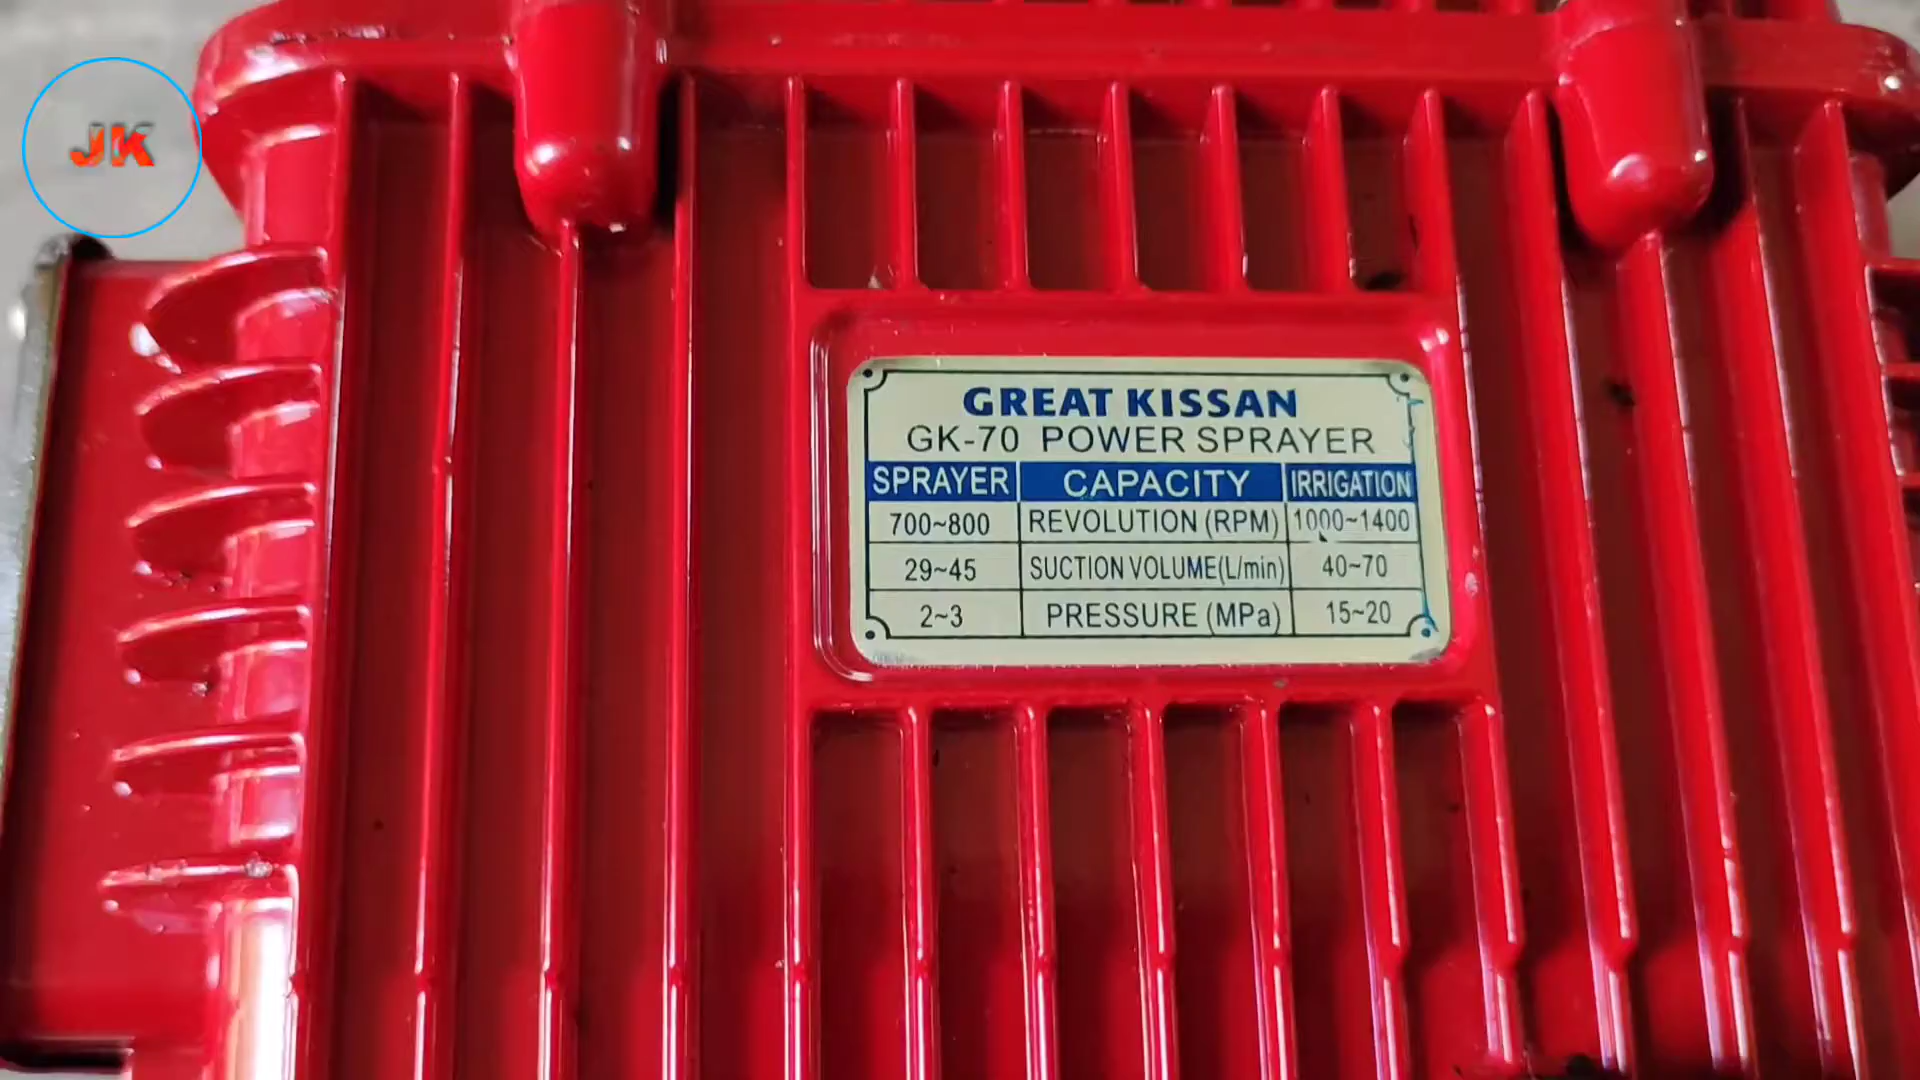 JK
GREAT KISSAN
GK-70 POWER SPRAYER
SPRAYER CAPACITY IRRIGATION
700~800 REVOLUTION (RPM) 1000~1400
29~45 SUCTION VOLUME(L/min) 40~70
2~3 PRESSURE (MPa) 15~20